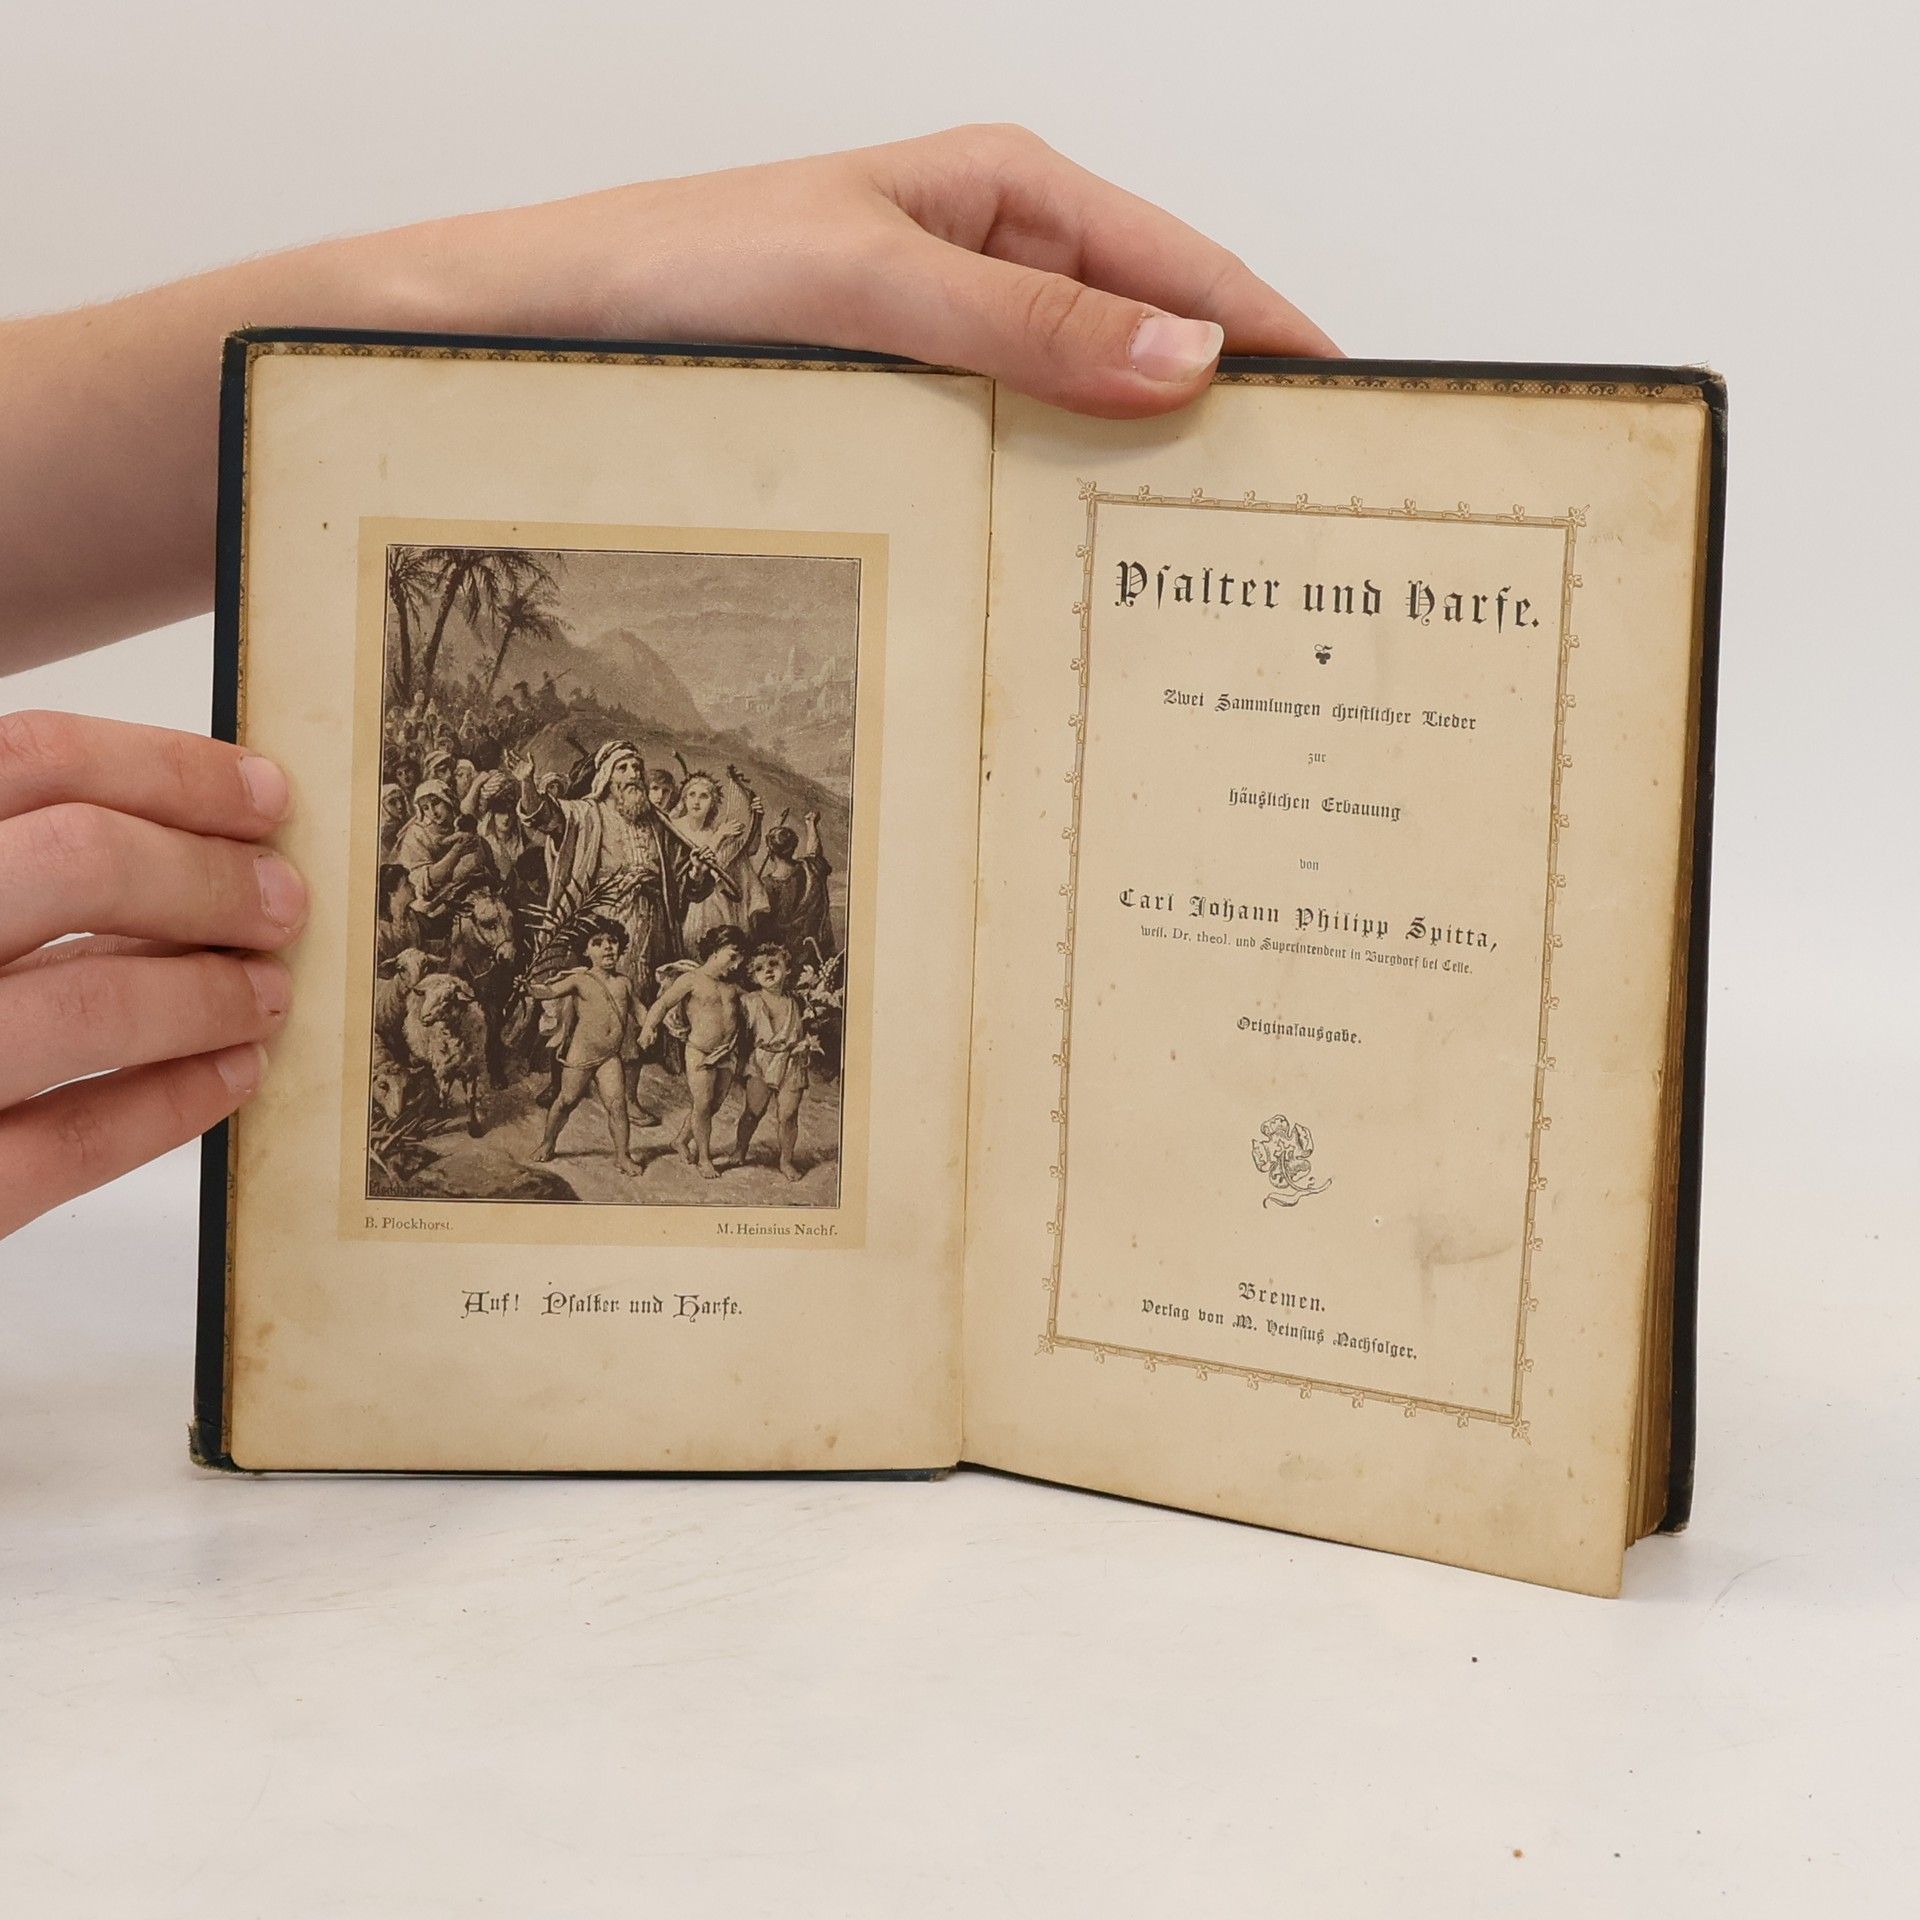 B. Plockhorst.
M. Heinsius Nachf.
Auf! Psalter und Harfe.
Psalter und Harfe.
Zwei Sammlungen christlicher Lieder
zur
häuslichen Erbauung
von
Carl Johann Philipp Spitta,
weil. Dr. theol. und Superintendent in Burgdorf bei Celle.
Originalausgabe.
Bremen.
Verlag von M. Heinsius Nachfolger.